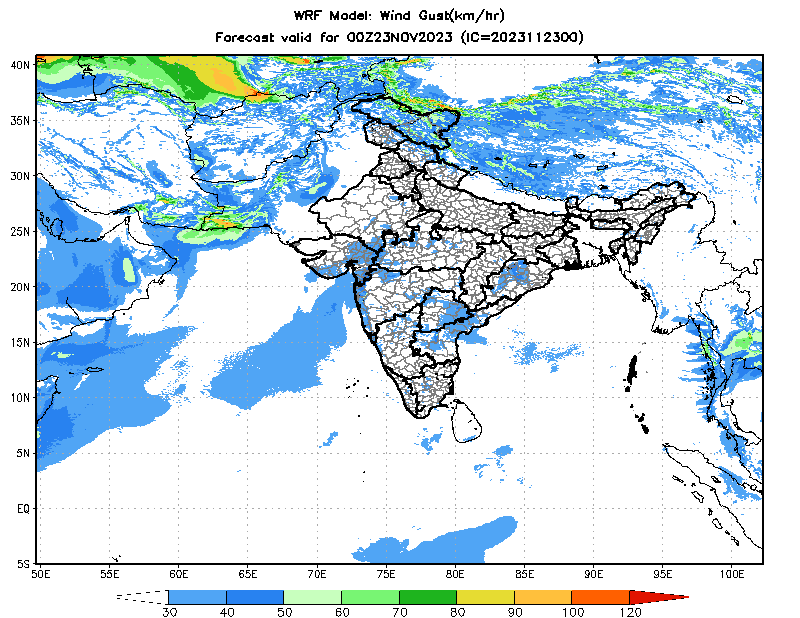 WRF Model: Wind Gust(km/hr)
Forecast valid for 00Z23NOV2023 (IC=2023112300)
40N
35N
30N
25N
20N
15N
10N
5N
EQ
5S
50E 55E 60E 65E 70E 75E 80E 85E 90E 95E 100E
30 40 50 60 70 80 90 100 120